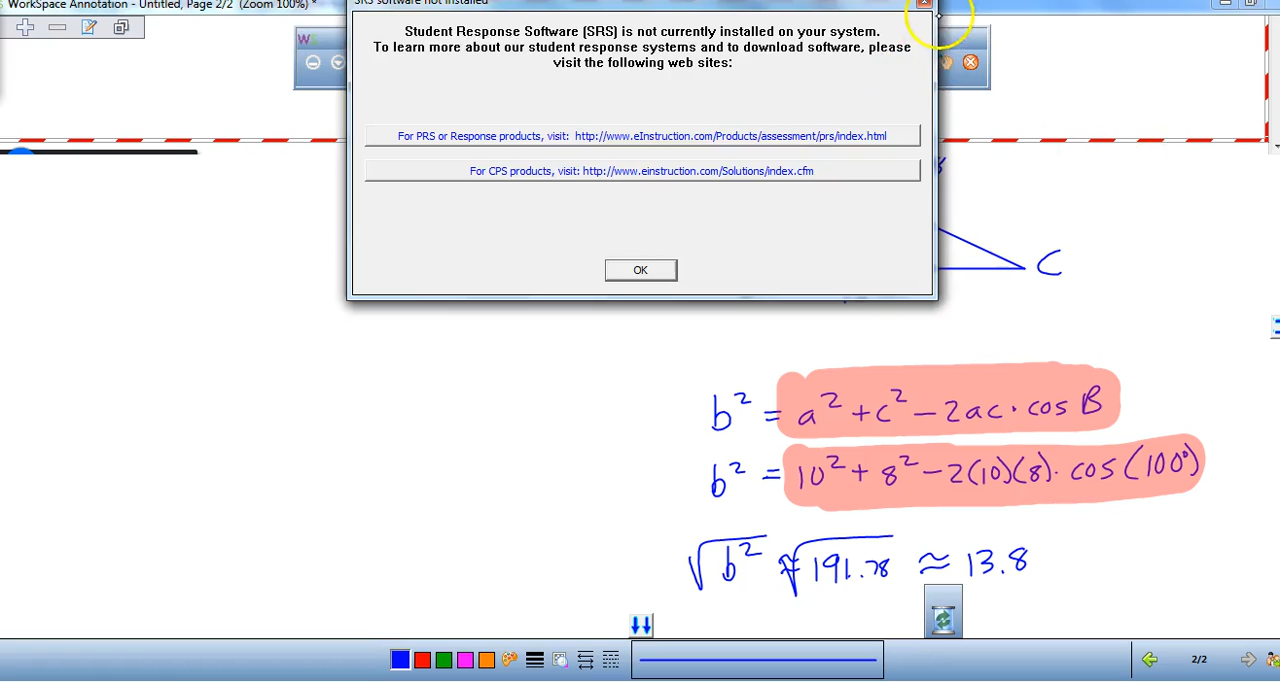 WorkSpace Annotation - Untitled, Page 2/2 (Zoom 100%) *
SRS software not installed
Student Response Software (SRS) is not currently installed on your system.
To learn more about our student response systems and to download software, please
visit the following web sites:
For PRS or Response products, visit: http://www.eInstruction.com/Products/assessment/prs/index.html
For CPS products, visit: http://www.einstruction.com/Solutions/index.cfm
OK
C
b² = a² + c² − 2ac · cos B
b² = 10² + 8² − 2(10)(8) · cos (100°)
√b² ≈ √191.78 ≈ 13.8
2/2